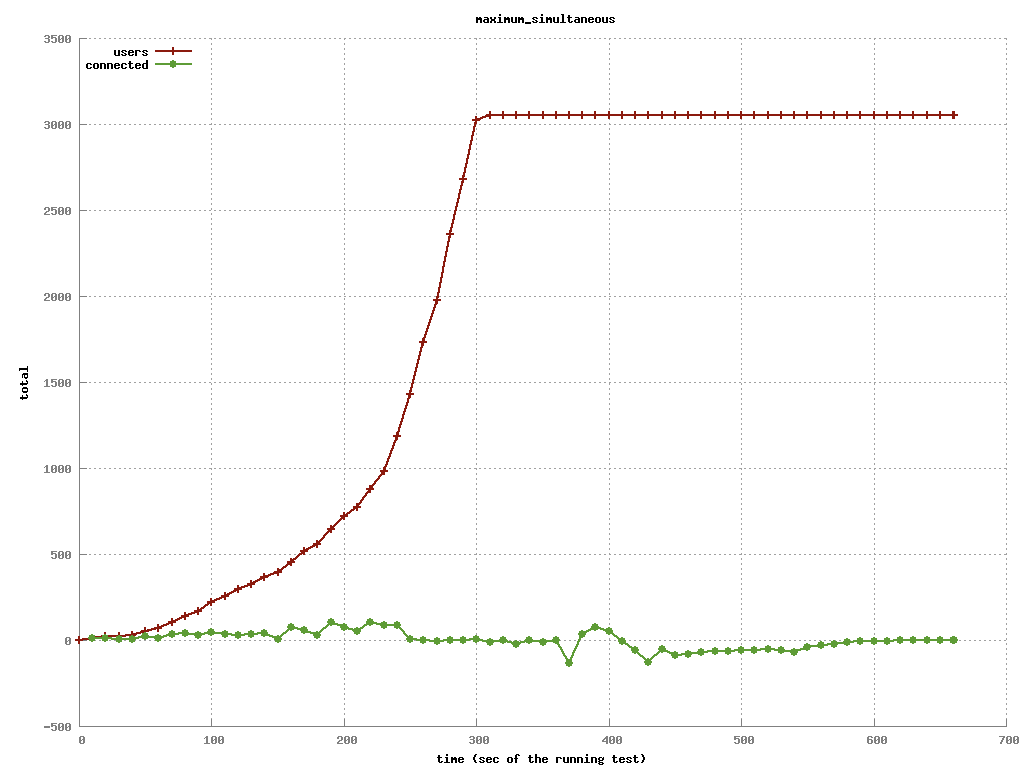 maximum_simultaneous
3500
users
connected
3000
2500
2000
1500
total
1000
500
0
-500
0 100 200 300 400 500 600 700
time (sec of the running test)